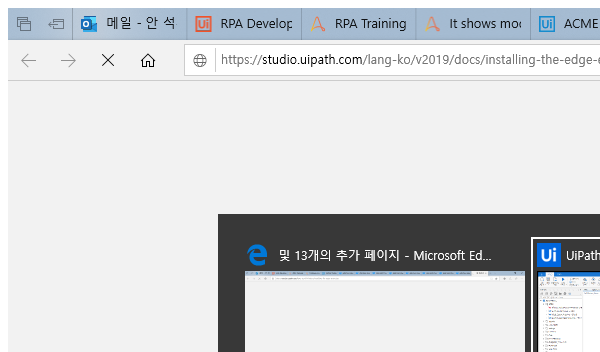 메일 - 안 석
RPA Develop
RPA Training
It shows mod
ACME
https://studio.uipath.com/lang-ko/v2019/docs/installing-the-edge-e
및 13개의 추가 페이지 - Microsoft Ed...
UiPath